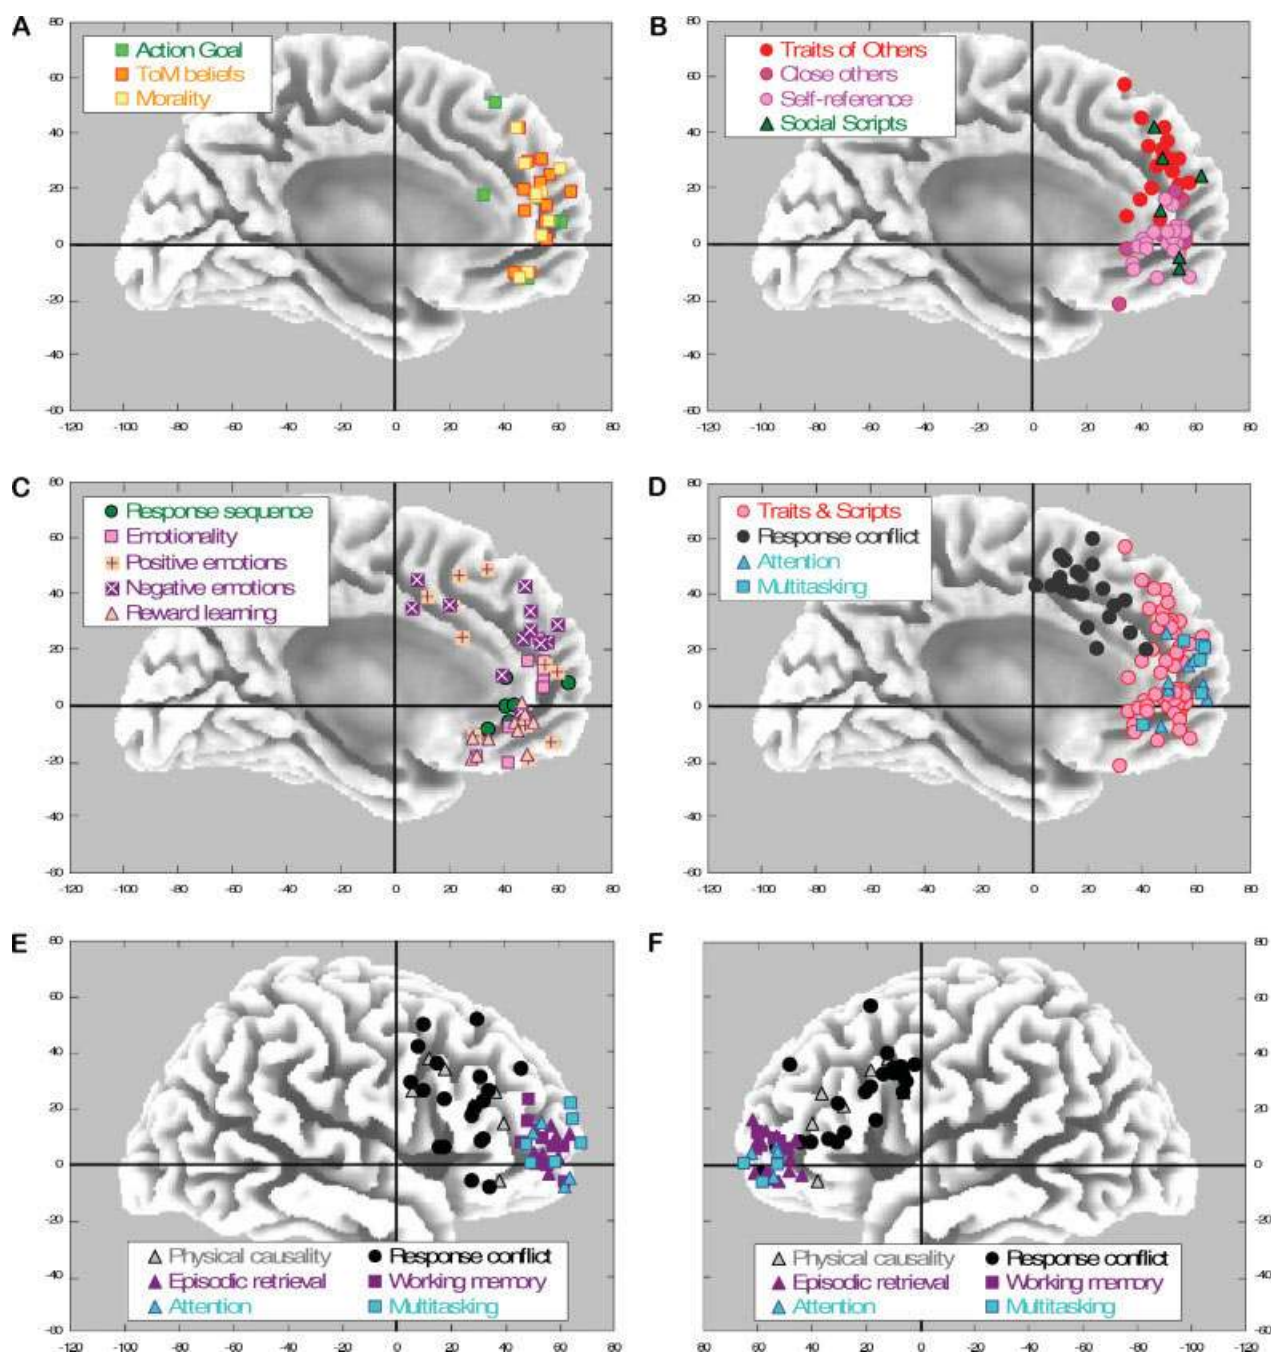 A
80
60
40
20
0
-20
-40
-60
-120 -100 -80 -60 -40 -20 0 20 40 60 80
Action Goal
ToM beliefs
Morality
B
80
60
40
20
0
-20
-40
-60
-120 -100 -80 -60 -40 -20 0 20 40 60 80
Traits of Others
Close others
Self-reference
Social Scripts
C
80
60
40
20
0
-20
-40
-60
-120 -100 -80 -60 -40 -20 0 20 40 60 80
Response sequence
Emotionality
Positive emotions
Negative emotions
Reward learning
D
80
60
40
20
0
-20
-40
-60
-120 -100 -80 -60 -40 -20 0 20 40 60 80
Traits & Scripts
Response conflict
Attention
Multitasking
E
80
60
40
20
0
-20
-40
-60
-120 -100 -80 -60 -40 -20 0 20 40 60 80
Physical causality Response conflict
Episodic retrieval Working memory
Attention Multitasking
F
80
60
40
20
0
-20
-40
-60
80 60 40 20 0 -20 -40 -60 -80 -100 -120
Physical causality Response conflict
Episodic retrieval Working memory
Attention Multitasking